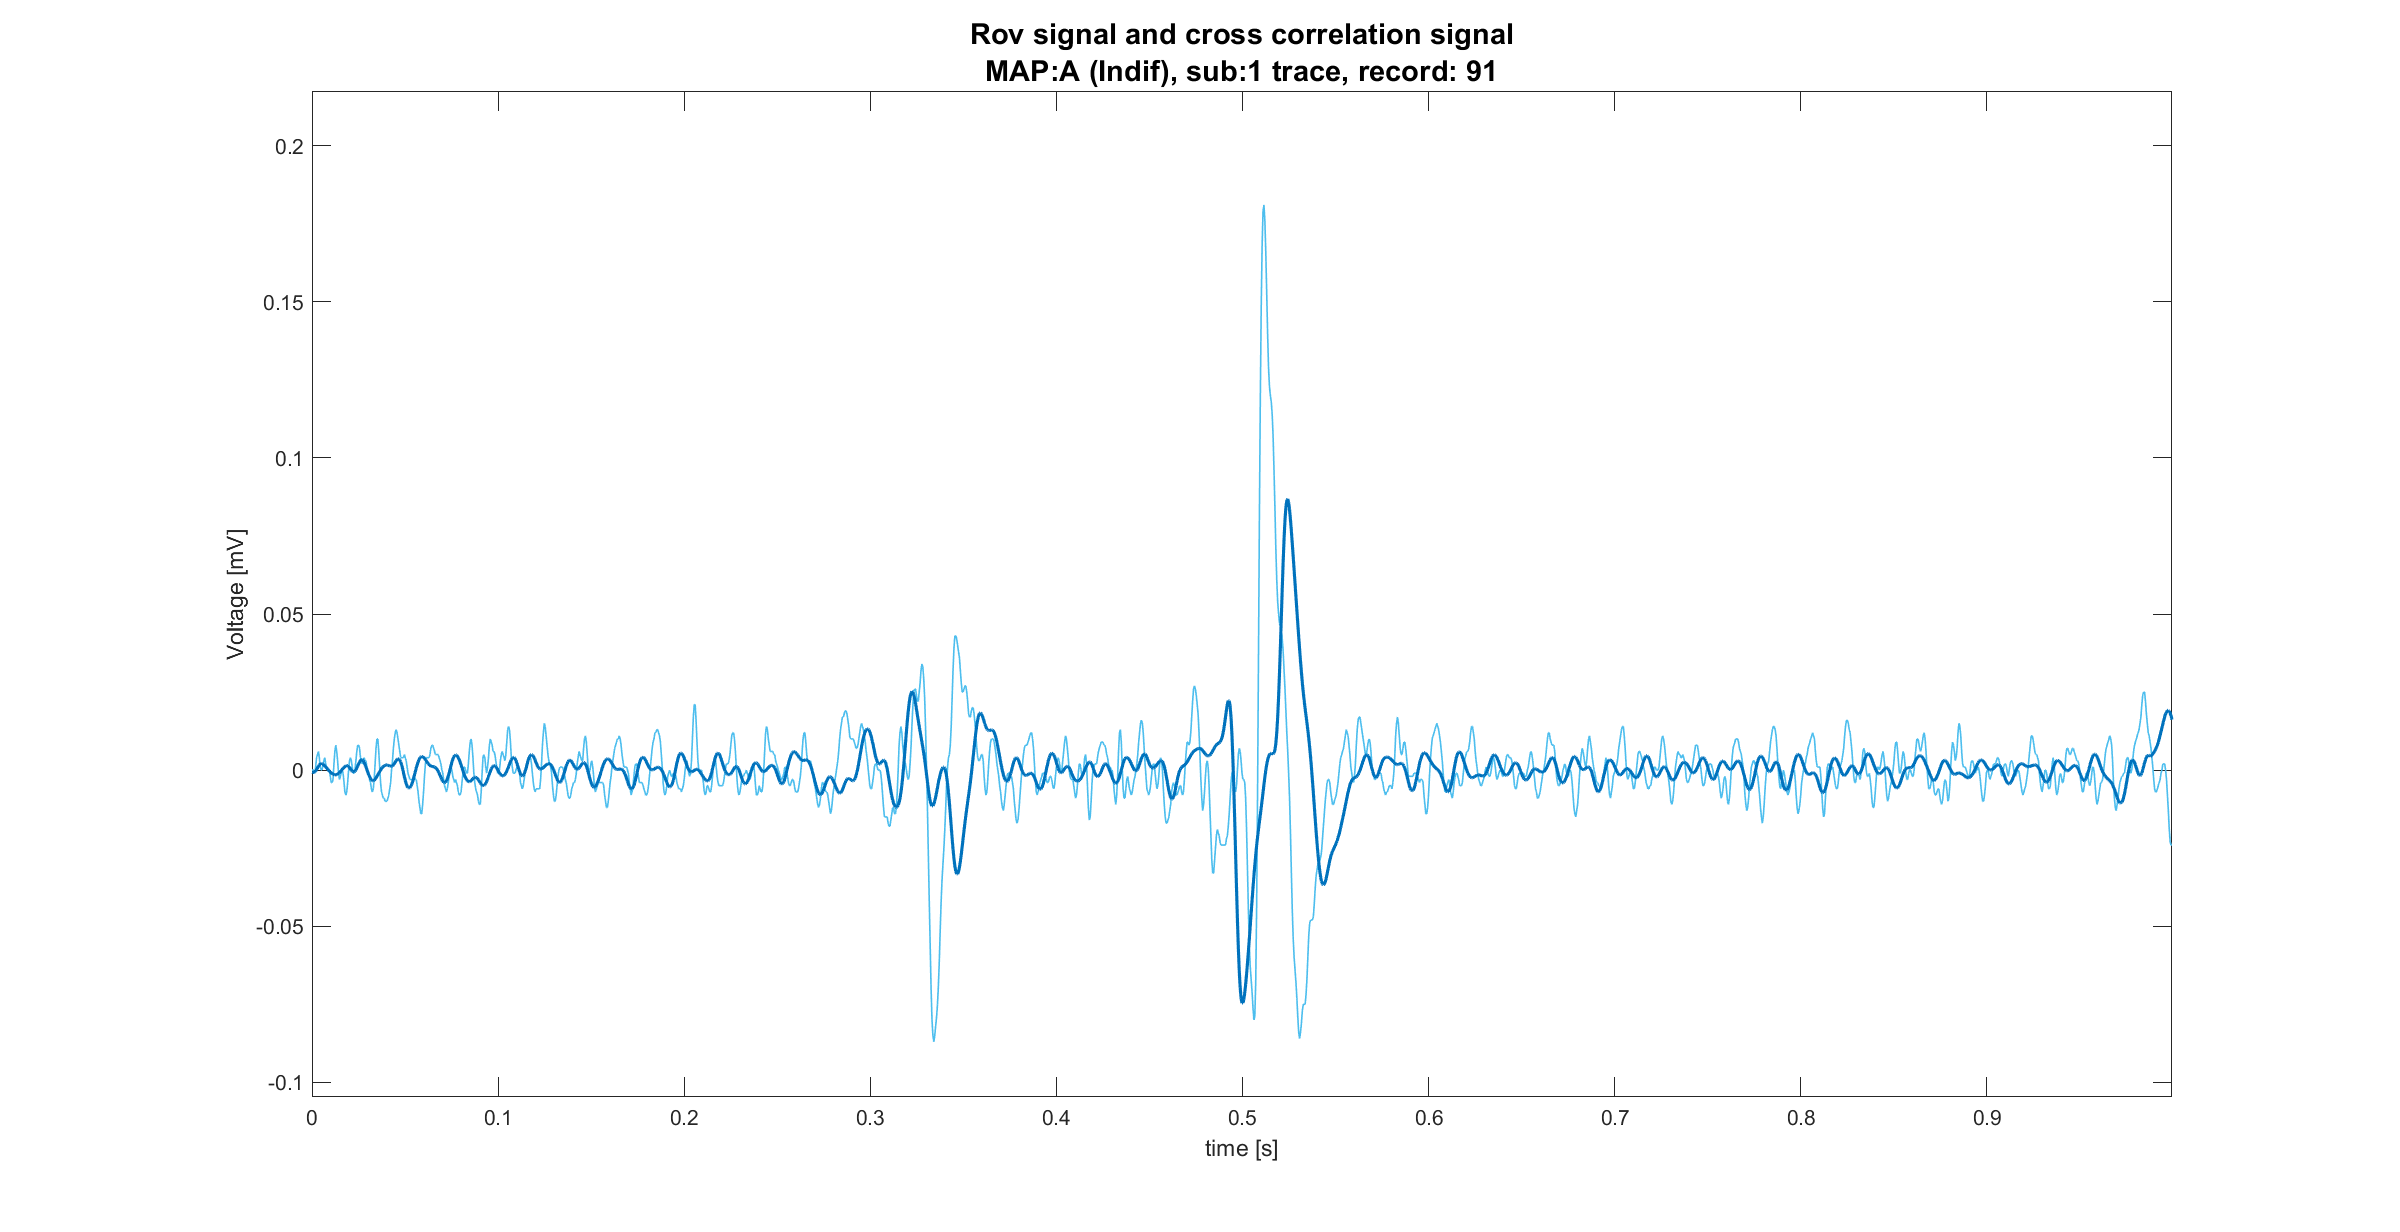 Rov signal and cross correlation signal
MAP:A (Indif), sub:1 trace, record: 91
Voltage [mV]
0.2
0.15
0.1
0.05
0
-0.05
-0.1
0 0.1 0.2 0.3 0.4 0.5 0.6 0.7 0.8 0.9
time [s]